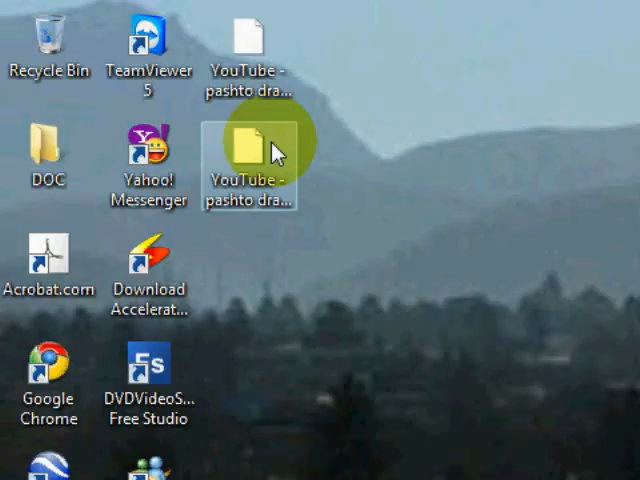 Recycle Bin
TeamViewer
5
YouTube -
pashto dra...
DOC
Yahoo!
Messenger
YouTube -
pashto dra...
Acrobat.com
Download
Accelerat...
Google
Chrome
Fs
DVDVideoS...
Free Studio